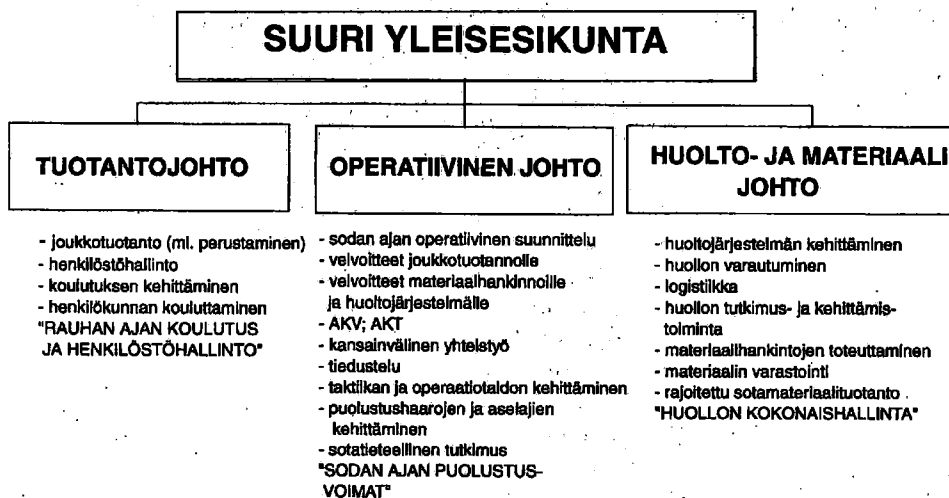 SUURI YLEISESIKUNTA
TUOTANTOJOHTO
- joukkotuotanto (ml. perustaminen)
- henkilöstöhallinto
- koulutuksen kehittäminen
- henkilökunnan kouluttaminen
"RAUHAN AJAN KOULUTUS
JA HENKILÖSTÖHALLINTO"
OPERATIIVINEN JOHTO
- sodan ajan operatiivinen suunnittelu
- velvoitteet joukkotuotannolle
- velvoitteet materiaalihankinnoille
ja huoltojärjestelmälle
- AKV; AKT
- kansainvälinen yhteistyö
- tiedustelu
- taktiikan ja operaatiotaidon kehittäminen
- puolustushaarojen ja aselajien
kehittäminen
- sotatieteellinen tutkimus
"SODAN AJAN PUOLUSTUS-
VOIMAT"
HUOLTO- JA MATERIAALI
JOHTO
- huoltojärjestelmän kehittäminen
- huollon varautuminen
- logistiikka
- huollon tutkimus- ja kehittämis-
toiminta
- materiaalihankintojen toteuttaminen
- materiaalin varastointi
- rajoitettu sotamateriaalituotanto
"HUOLLON KOKONAISHALLINTA"